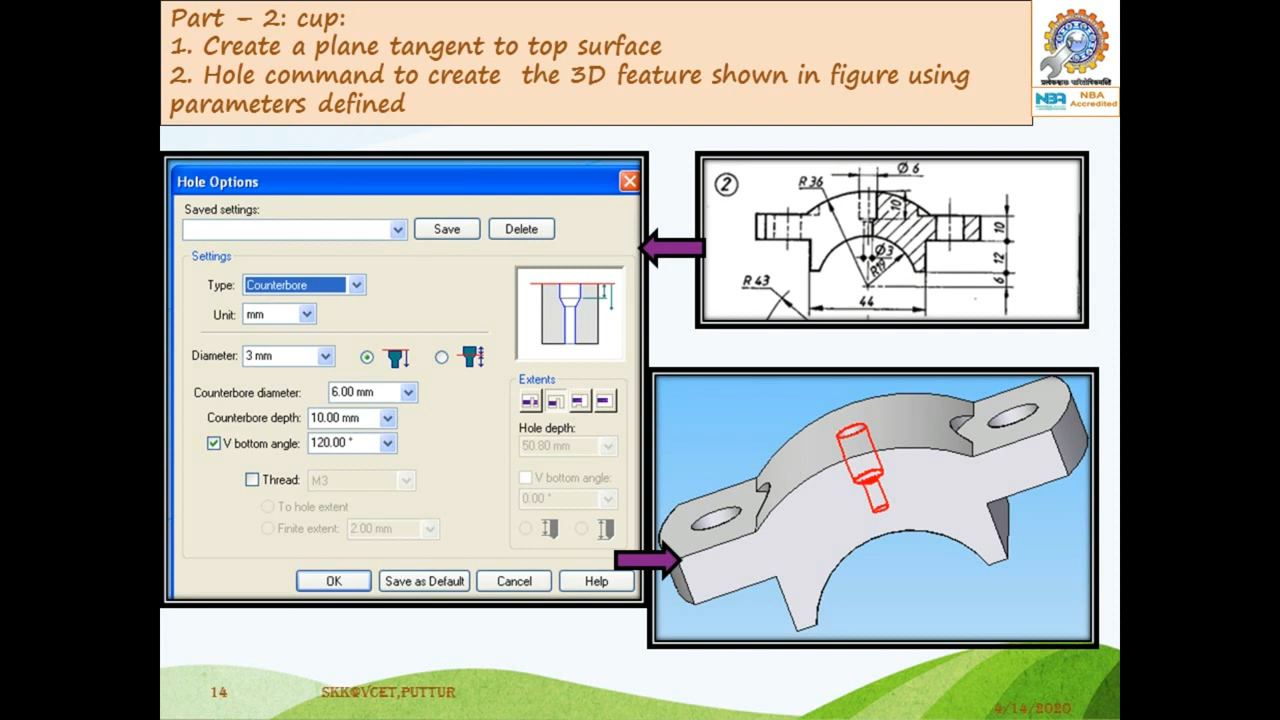 Part – 2: cup:
1. Create a plane tangent to top surface
2. Hole command to create the 3D feature shown in figure using
parameters defined
NBA
NBA
Accredited
Hole Options
Saved settings:
Save
Delete
Settings
Type:
Counterbore
Unit:
mm
Diameter:
3 mm
Counterbore diameter:
6.00 mm
Counterbore depth:
10.00 mm
V bottom angle:
120.00 °
Thread:
M3
To hole extent
Finite extent:
2.00 mm
Extents
Hole depth:
50.80 mm
V bottom angle:
0.00 °
OK
Save as Default
Cancel
Help
2
R 36
Ø 6
10
10
Ø3
R19
12
6
R 43
44
14
SKK@VCET,PUTTUR
4/14/2020